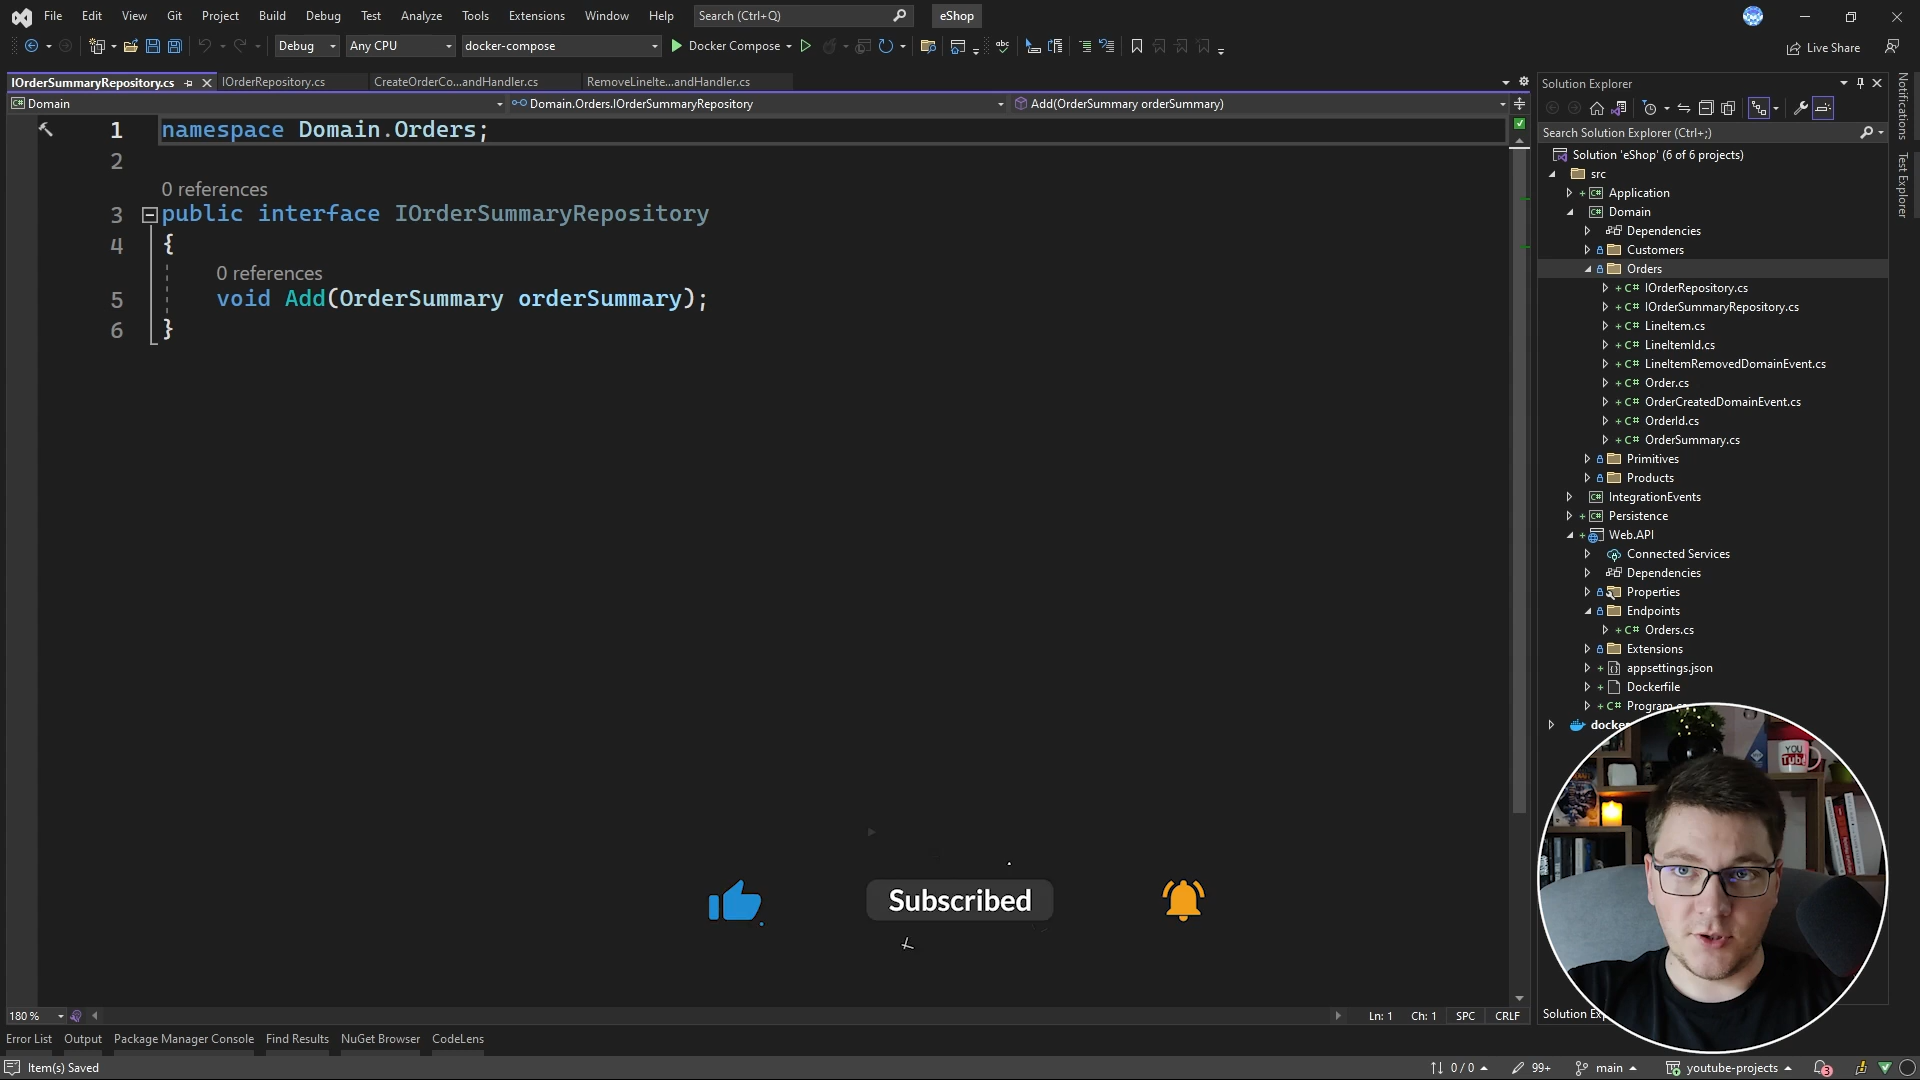 File Edit View Git Project Build Debug Test Analyze Tools Extensions Window Help Search (Ctrl+Q) eShop
Debug Any CPU docker-compose Docker Compose Live Share
IOrderSummaryRepository.cs IOrderRepository.cs CreateOrderCo...andHandler.cs RemoveLineIte...andHandler.cs
Domain Domain.Orders.IOrderSummaryRepository Add(OrderSummary orderSummary)
1 namespace Domain.Orders;
2
0 references
3 public interface IOrderSummaryRepository
4 {
0 references
5 void Add(OrderSummary orderSummary);
6 }
Subscribed
180 % Ln: 1 Ch: 1 SPC CRLF
Error List Output Package Manager Console Find Results NuGet Browser CodeLens
Item(s) Saved 0 / 0 99+ main youtube-projects 3
Solution Explorer
Search Solution Explorer (Ctrl+;)
Solution 'eShop' (6 of 6 projects)
src
Application
Domain
Dependencies
Customers
Orders
C# IOrderRepository.cs
C# IOrderSummaryRepository.cs
C# LineItem.cs
C# LineItemId.cs
C# LineItemRemovedDomainEvent.cs
C# Order.cs
C# OrderCreatedDomainEvent.cs
C# OrderId.cs
C# OrderSummary.cs
Primitives
Products
IntegrationEvents
Persistence
Web.API
Connected Services
Dependencies
Properties
Endpoints
C# Orders.cs
Extensions
appsettings.json
Dockerfile
C# Program.c
docke
YOU
Tube
Solution Exp
Notifications
Test Explorer